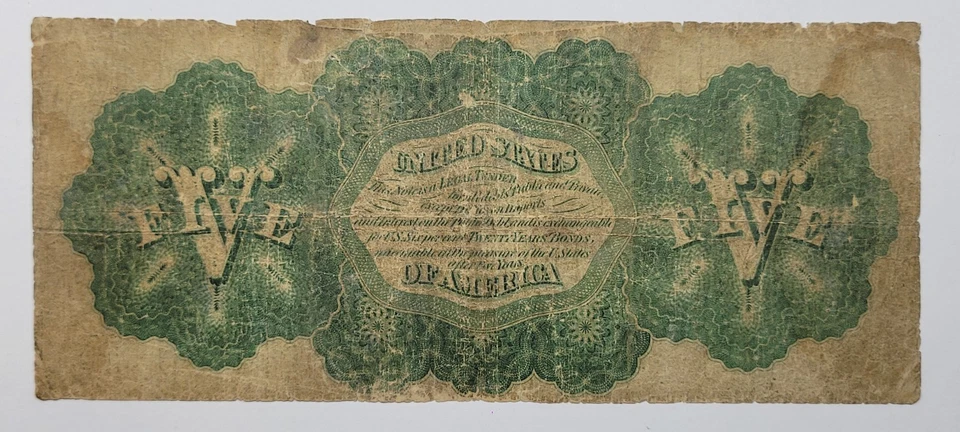 FIVE
V
UNITED STATES
This Note is a LEGAL TENDER
debts Public and Private
except Duties on Imports
and Interest on the Public Debt and is exchangeable
for U.S. Six per cent TWENTY YEARS BONDS,
redeemable at the pleasure of the U. States
after Five Years
OF AMERICA
FIVE
V